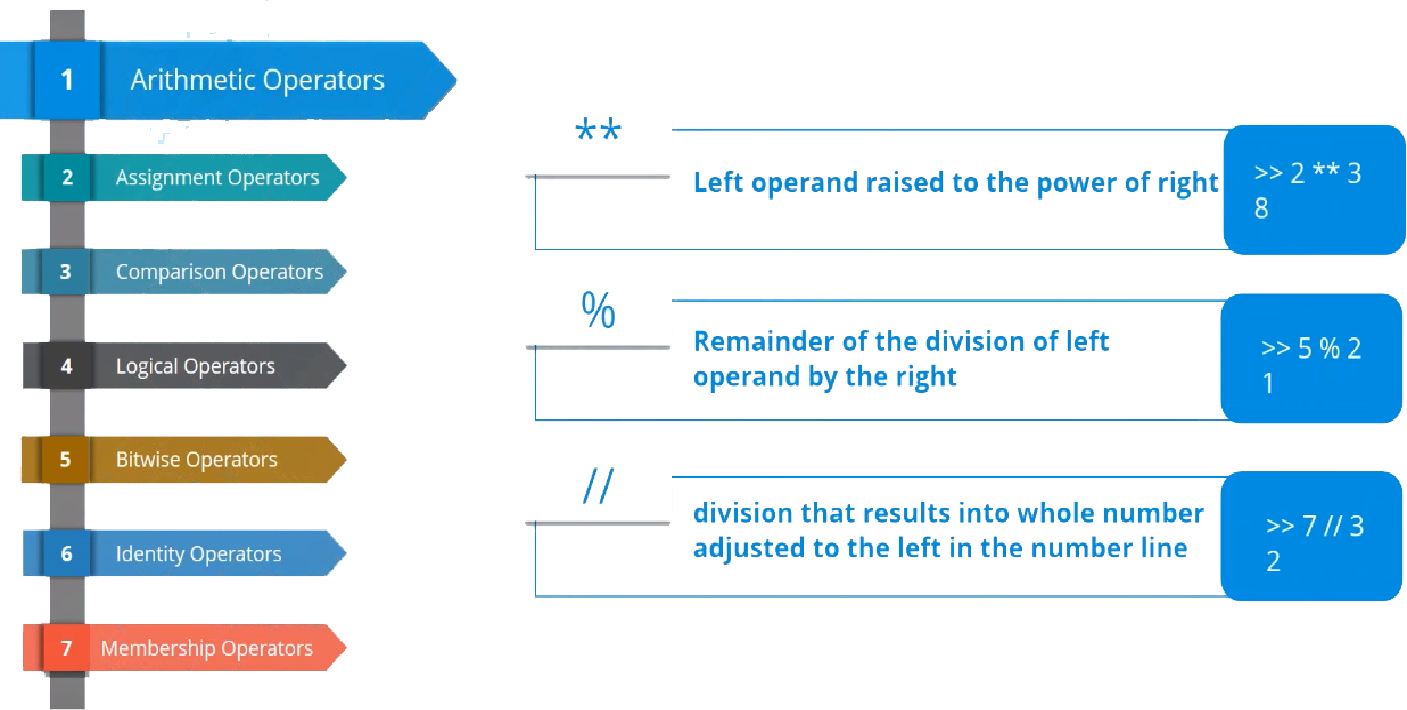 1 Arithmetic Operators
2 Assignment Operators
3 Comparison Operators
4 Logical Operators
5 Bitwise Operators
6 Identity Operators
7 Membership Operators
**
Left operand raised to the power of right
>> 2 ** 3
8
%
Remainder of the division of left
operand by the right
>> 5 % 2
1
//
division that results into whole number
adjusted to the left in the number line
>> 7 // 3
2